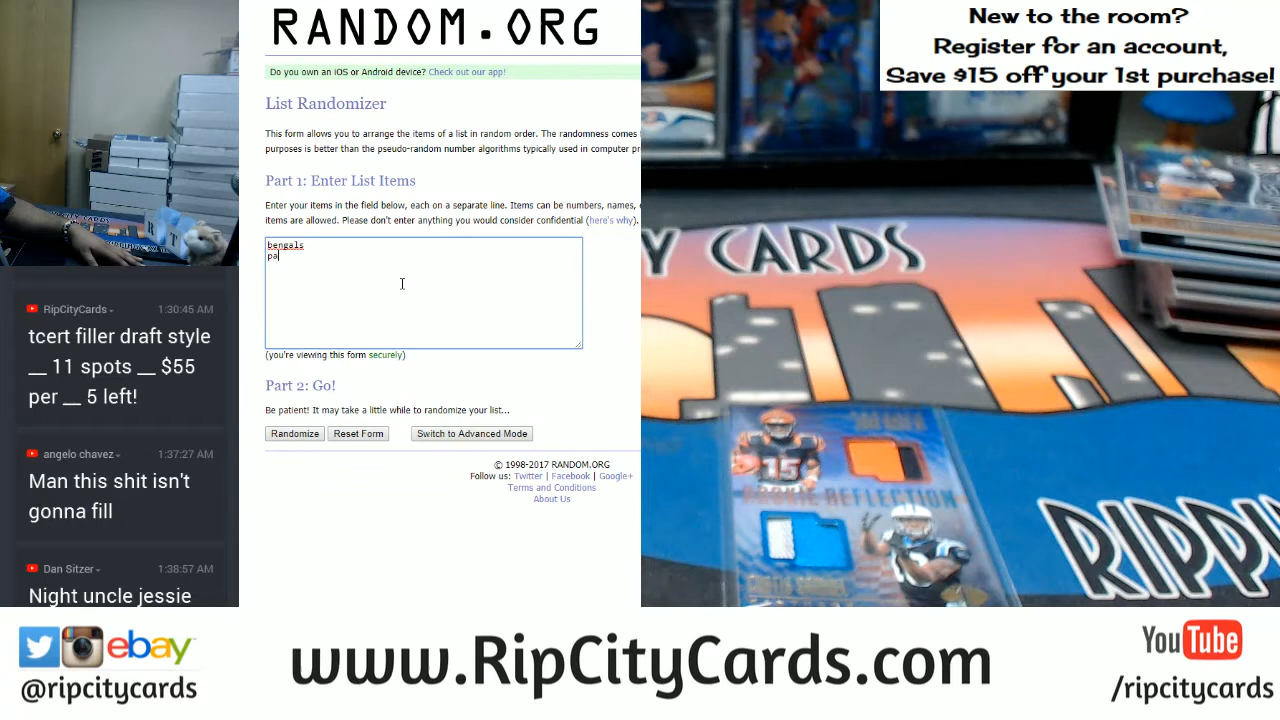 RANDOM.ORG
Do you own an iOS or Android device? Check out our app!
List Randomizer
This form allows you to arrange the items of a list in random order. The randomness comes
purposes is better than the pseudo-random number algorithms typically used in computer pr
Part 1: Enter List Items
Enter your items in the field below, each on a separate line. Items can be numbers, names,
items are allowed. Please don't enter anything you would consider confidential (here's why).
bengals
pa
(you're viewing this form securely)
Part 2: Go!
Be patient! It may take a little while to randomize your list...
Randomize
Reset Form
Switch to Advanced Mode
© 1998-2017 RANDOM.ORG
Follow us: Twitter | Facebook | Google+
Terms and Conditions
About Us
New to the room?
Register for an account,
Save $15 off your 1st purchase!
RipCityCards
1:30:45 AM
tcert filler draft style
__ 11 spots __ $55
per __ 5 left!
angelo chavez
1:37:27 AM
Man this shit isn't
gonna fill
Dan Sitzer
1:38:57 AM
Night uncle jessie
Y CARDS
15
ROOKIE REFLECTION
RIPP
ebay
@ripcitycards
www.RipCityCards.com
YouTube
/ripcitycards